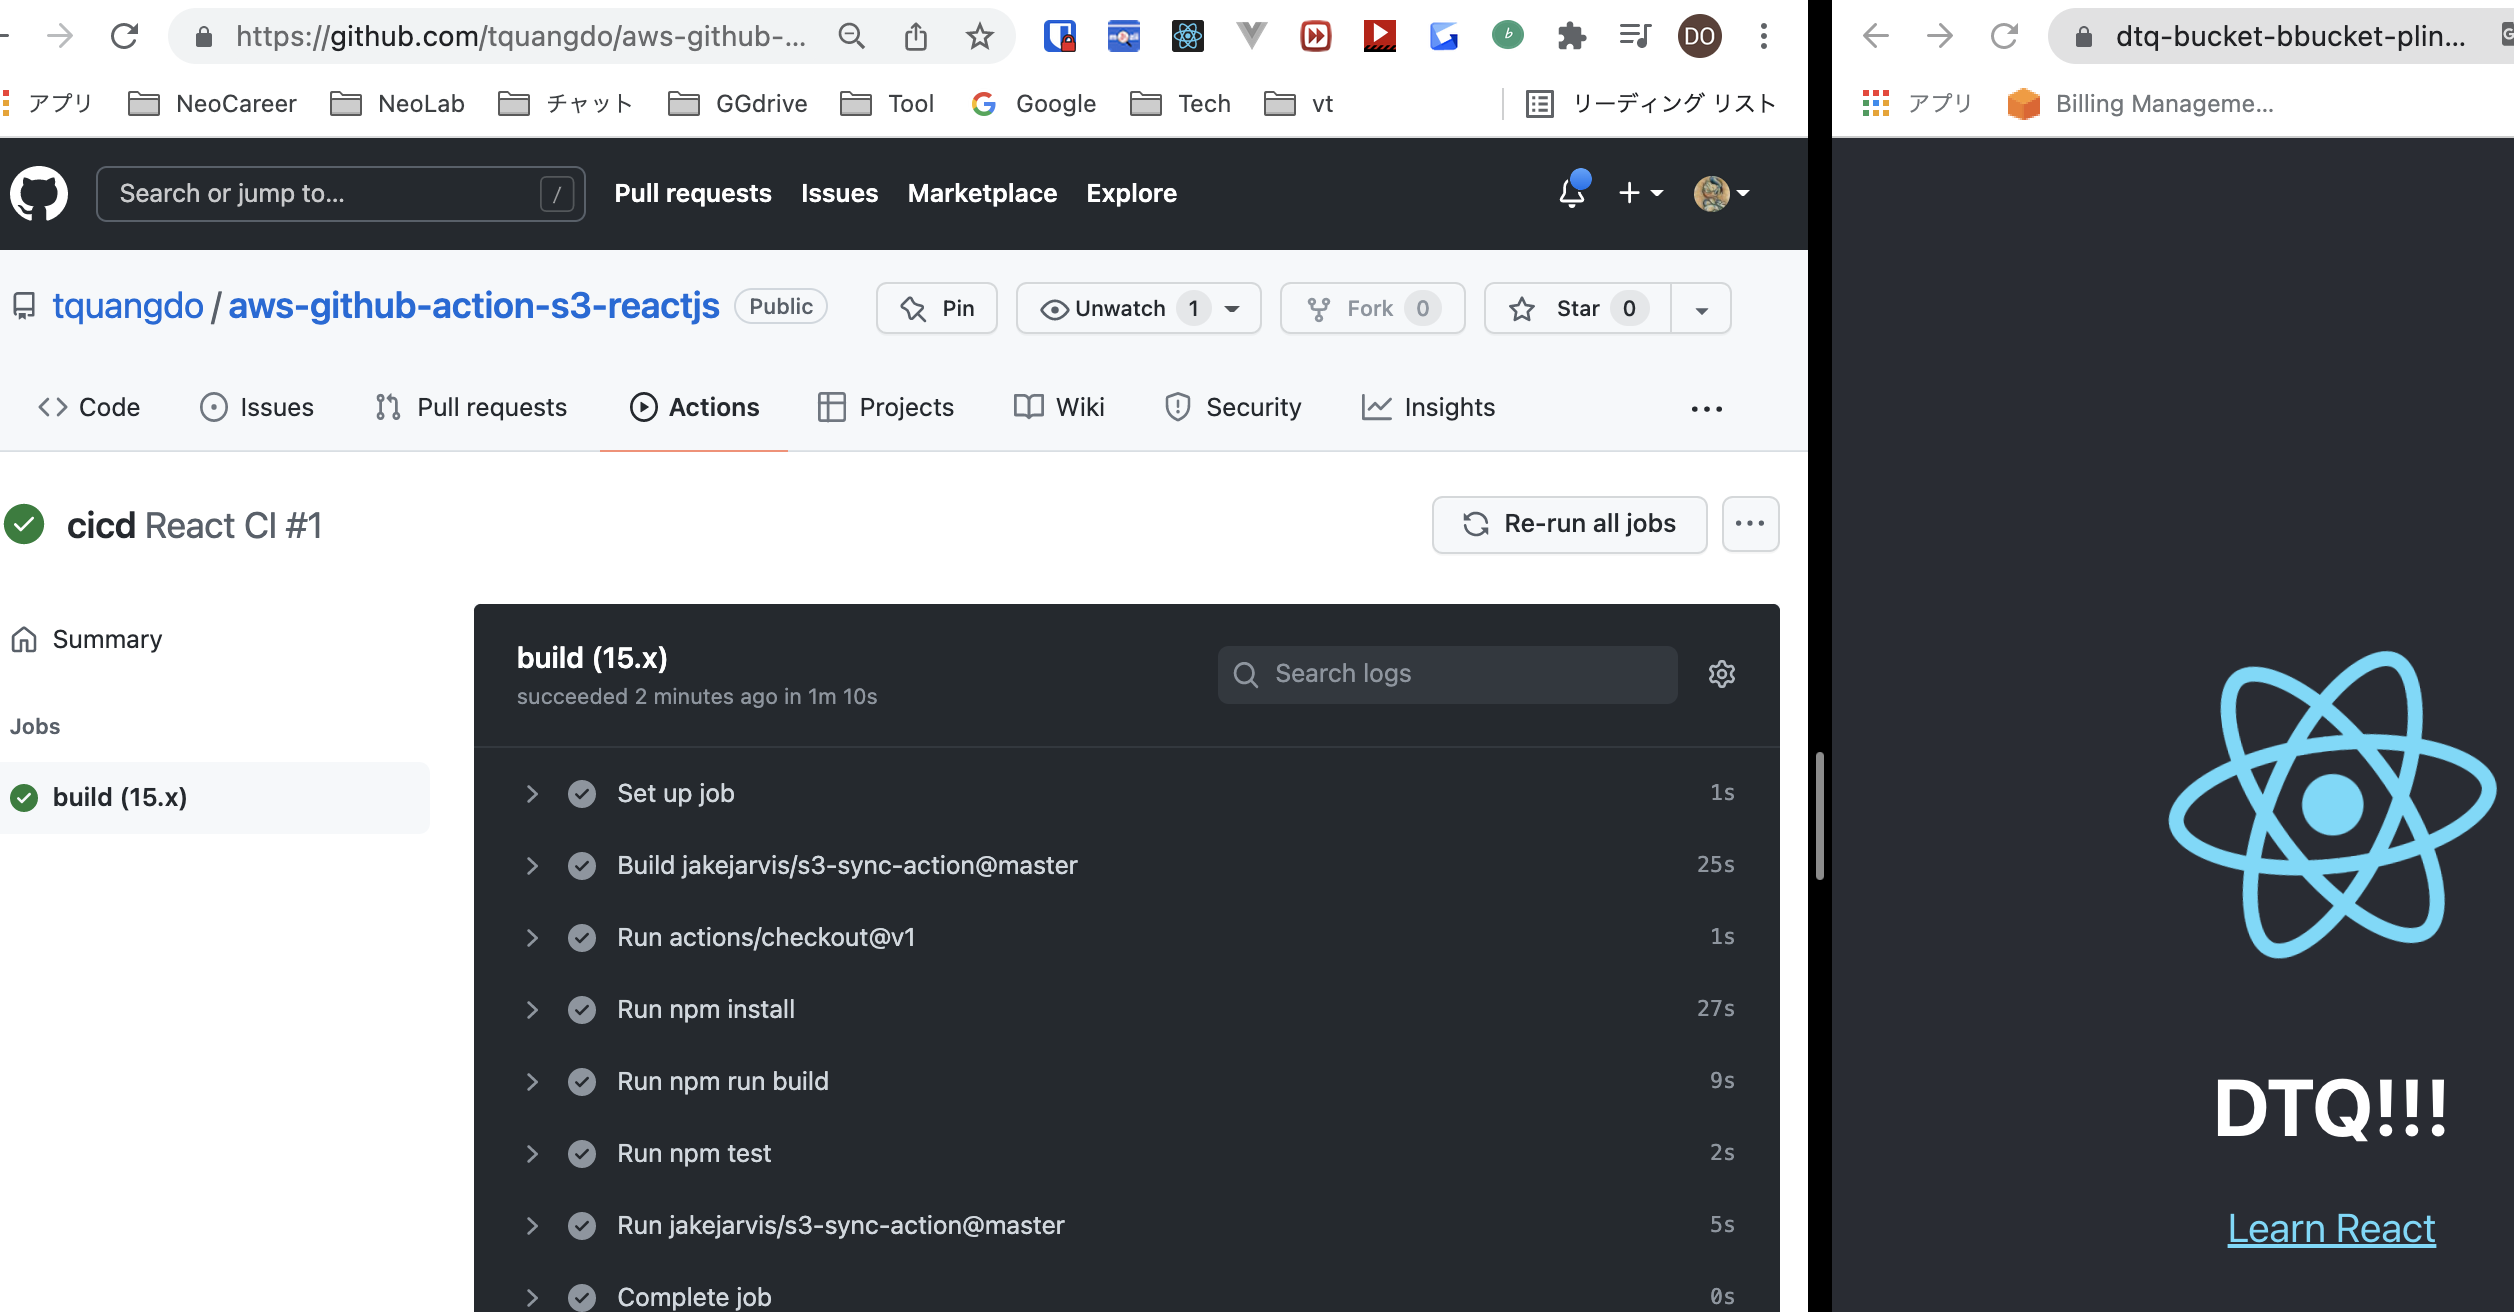 https://github.com/tquangdo/aws-github-...
DO
アプリ NeoCareer NeoLab チャット GGdrive Tool Google Tech vt リーディング リスト
Search or jump to... / Pull requests Issues Marketplace Explore
tquangdo / aws-github-action-s3-reactjs Public Pin Unwatch 1 Fork 0 Star 0
Code Issues Pull requests Actions Projects Wiki Security Insights
cicd React CI #1 Re-run all jobs
Summary
Jobs
build (15.x)
build (15.x) Search logs
succeeded 2 minutes ago in 1m 10s
Set up job 1s
Build jakejarvis/s3-sync-action@master 25s
Run actions/checkout@v1 1s
Run npm install 27s
Run npm run build 9s
Run npm test 2s
Run jakejarvis/s3-sync-action@master 5s
Complete job 0s
dtq-bucket-bbucket-plin...
アプリ Billing Manageme...
DTQ!!!
Learn React